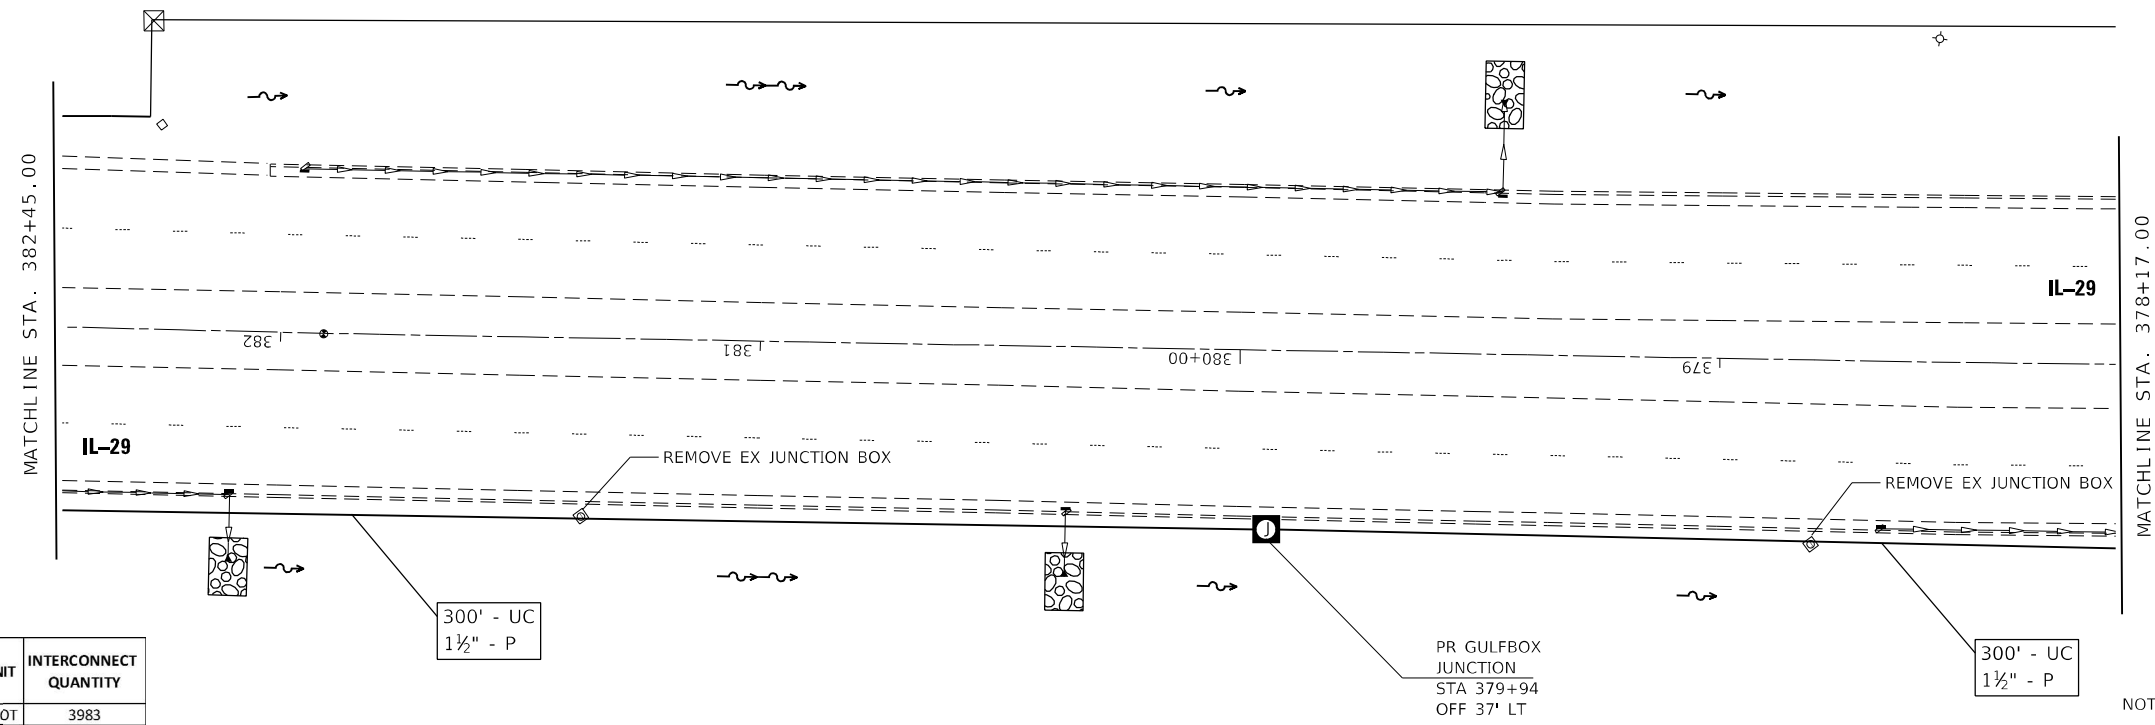 MATCHLINE STA. 382+45.00
MATCHLINE STA. 378+17.00
IL-29
382
381
380+00
379
IL-29
REMOVE EX JUNCTION BOX
REMOVE EX JUNCTION BOX
J
300' - UC
1½" - P
PR GULFBOX
JUNCTION
STA 379+94
OFF 37' LT
300' - UC
1½" - P
NIT
INTERCONNECT
QUANTITY
OT
3983
NOT